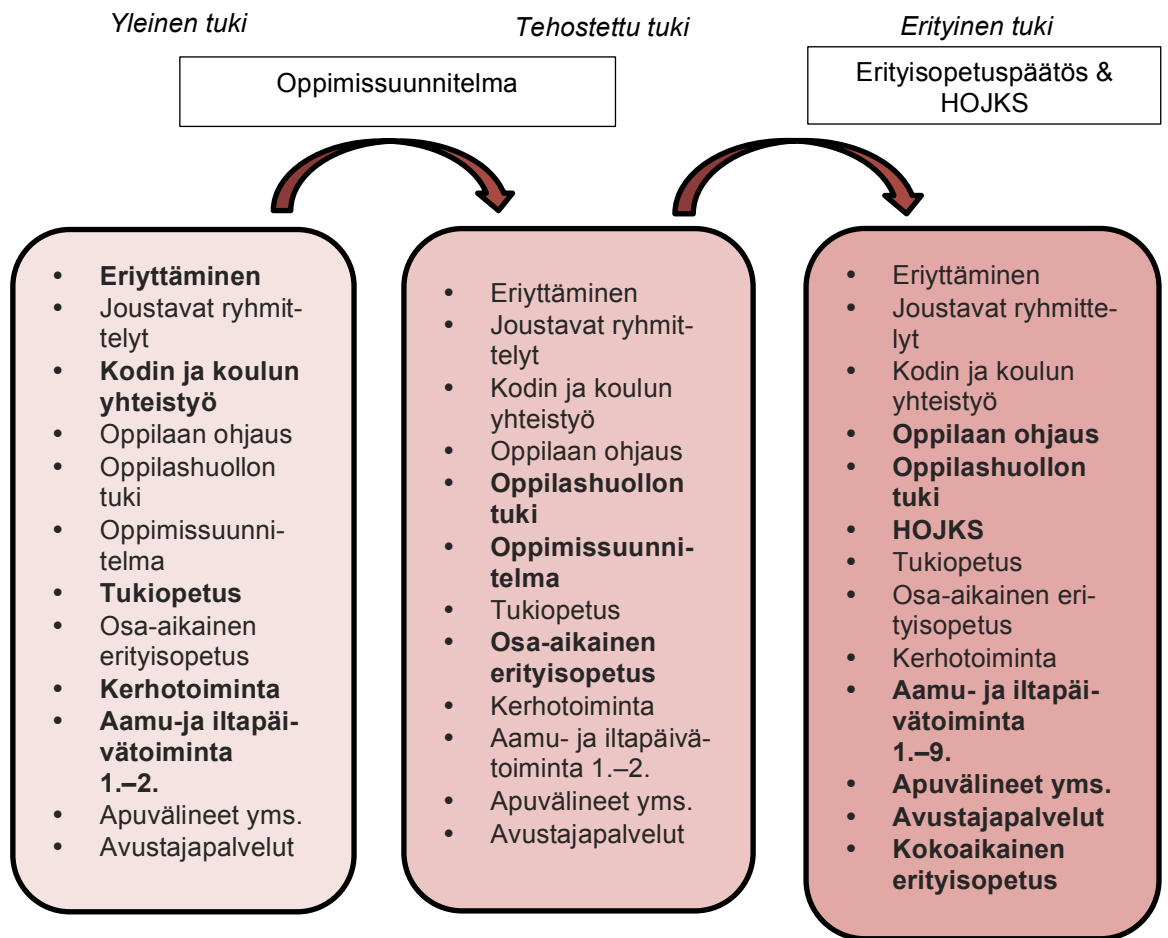 Yleinen tuki
Tehostettu tuki
Erityinen tuki
Oppimissuunnitelma
Erityisopetuspäätös &
HOJKS
• Eriyttäminen
• Joustavat ryhmit-
telyt
• Kodin ja koulun
yhteistyö
• Oppilaan ohjaus
• Oppilashuollon
tuki
• Oppimissuunni-
telma
• Tukiopetus
• Osa-aikainen
erityisopetus
• Kerhotoiminta
• Aamu-ja iltapäi-
vätoiminta
1.–2.
• Apuvälineet yms.
• Avustajapalvelut
• Eriyttäminen
• Joustavat ryhmit-
telyt
• Kodin ja koulun
yhteistyö
• Oppilaan ohjaus
• Oppilashuollon
tuki
• Oppimissuunni-
telma
• Tukiopetus
• Osa-aikainen
erityisopetus
• Kerhotoiminta
• Aamu- ja iltapäivä-
toiminta 1.–2.
• Apuvälineet yms.
• Avustajapalvelut
• Eriyttäminen
• Joustavat ryhmitte-
lyt
• Kodin ja koulun
yhteistyö
• Oppilaan ohjaus
• Oppilashuollon
tuki
• HOJKS
• Tukiopetus
• Osa-aikainen eri-
tyisopetus
• Kerhotoiminta
• Aamu- ja iltapäi-
vätoiminta
1.–9.
• Apuvälineet yms.
• Avustajapalvelut
• Kokoaikainen
erityisopetus